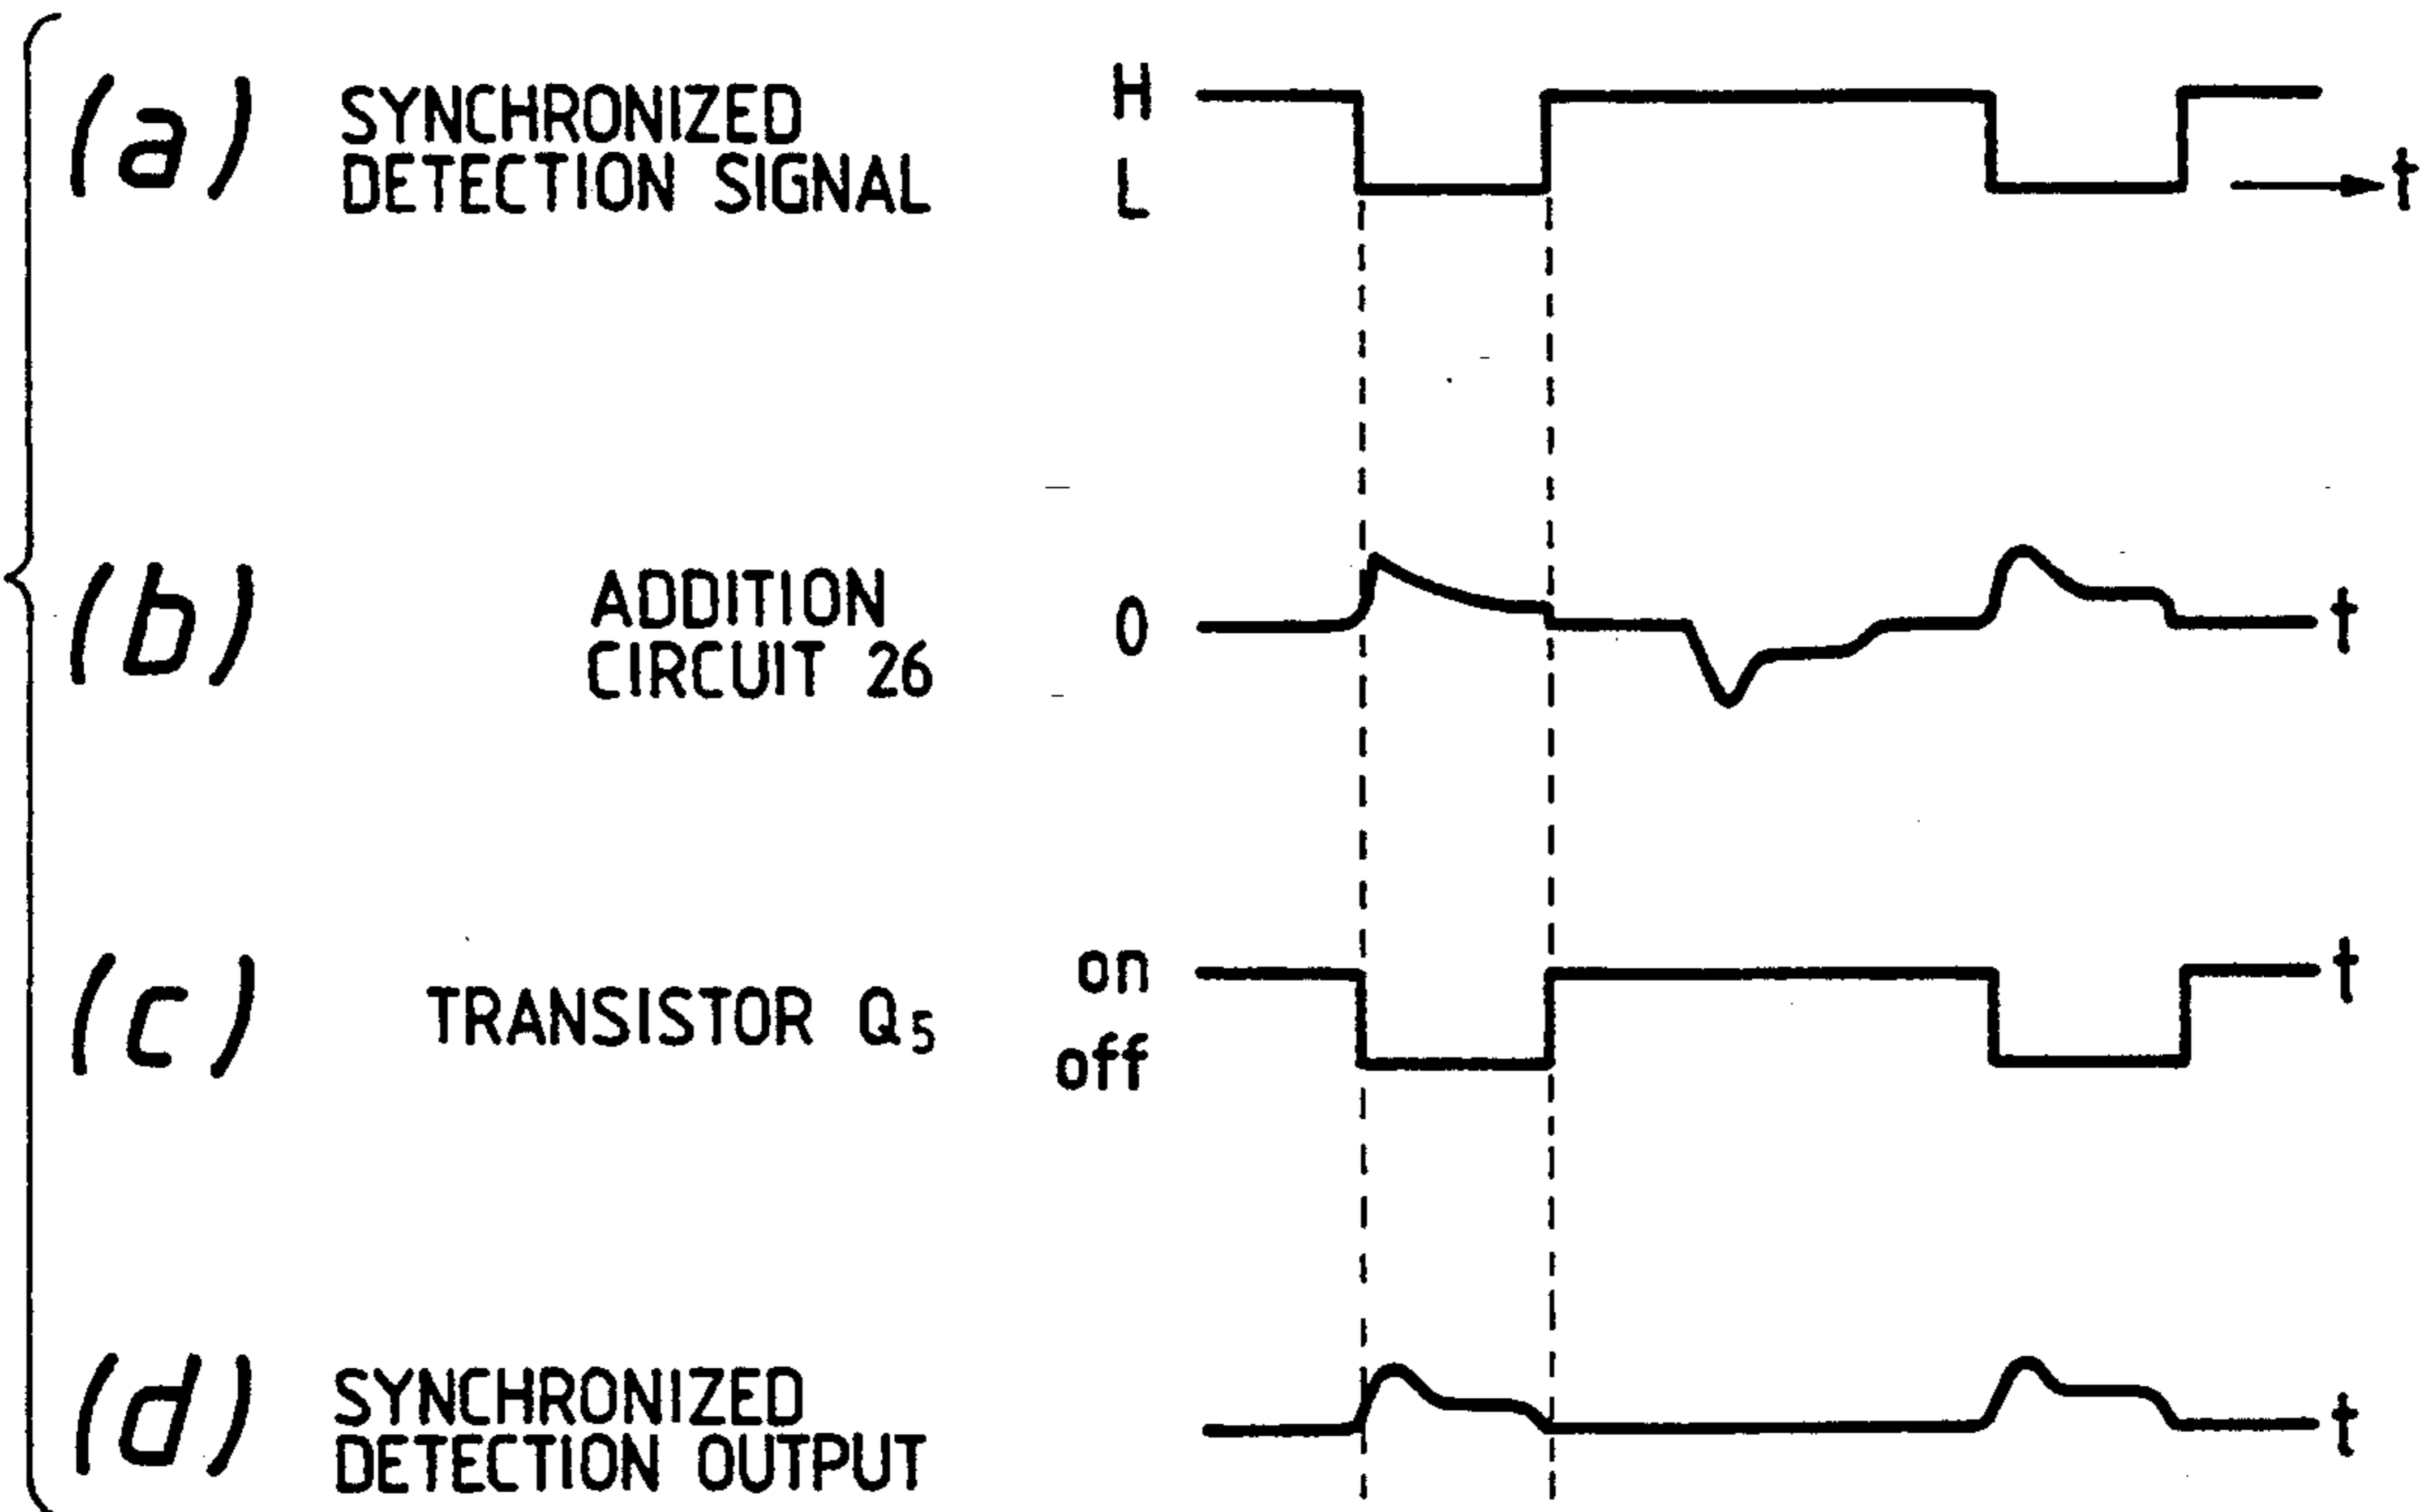 (a) SYNCHRONIZED
DETECTION SIGNAL
H
L
t
(b) ADDITION
CIRCUIT 26
0
t
(c) TRANSISTOR Q5
on
off
t
(d) SYNCHRONIZED
DETECTION OUTPUT
t